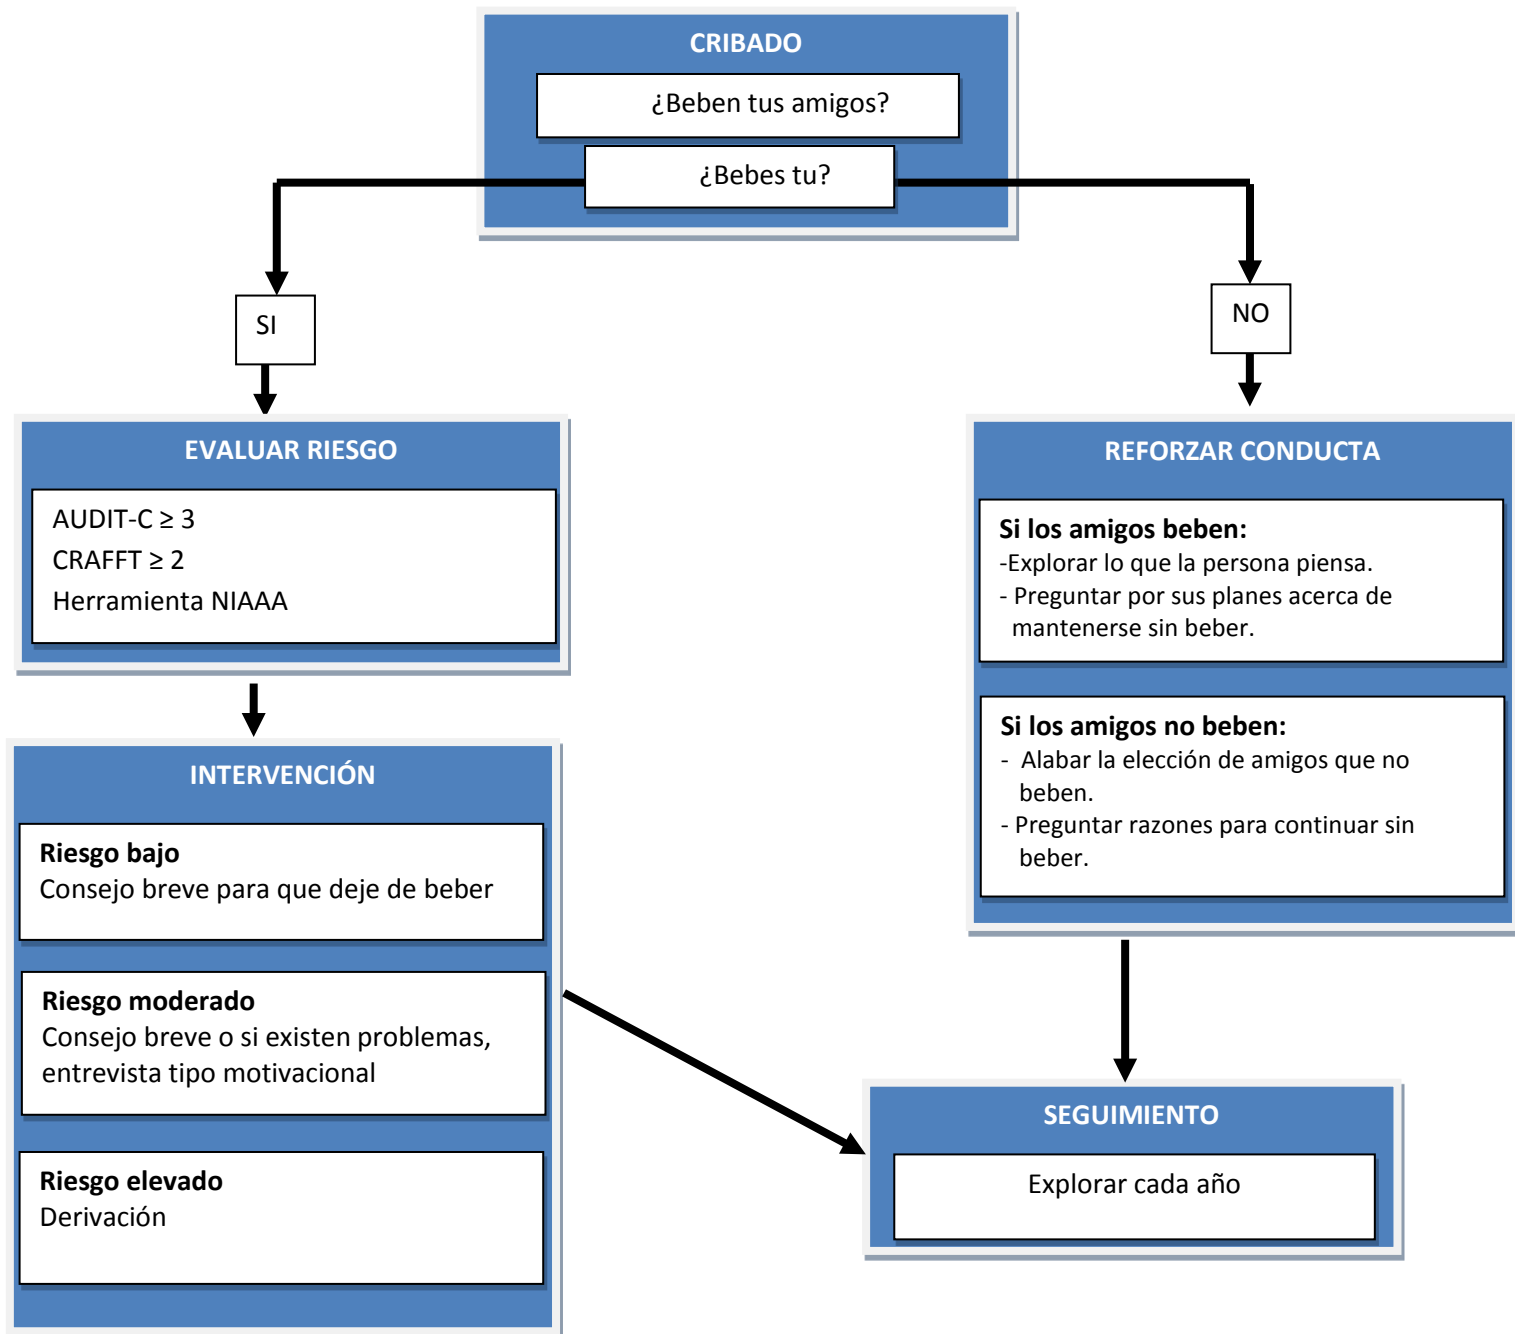 CRIBADO
¿Beben tus amigos?
¿Bebes tu?
SI
NO
EVALUAR RIESGO
AUDIT-C ≥ 3
CRAFFT ≥ 2
Herramienta NIAAA
REFORZAR CONDUCTA
Si los amigos beben:
-Explorar lo que la persona piensa.
- Preguntar por sus planes acerca de
mantenerse sin beber.
Si los amigos no beben:
- Alabar la elección de amigos que no
beben.
- Preguntar razones para continuar sin
beber.
INTERVENCIÓN
Riesgo bajo
Consejo breve para que deje de beber
Riesgo moderado
Consejo breve o si existen problemas,
entrevista tipo motivacional
Riesgo elevado
Derivación
SEGUIMIENTO
Explorar cada año